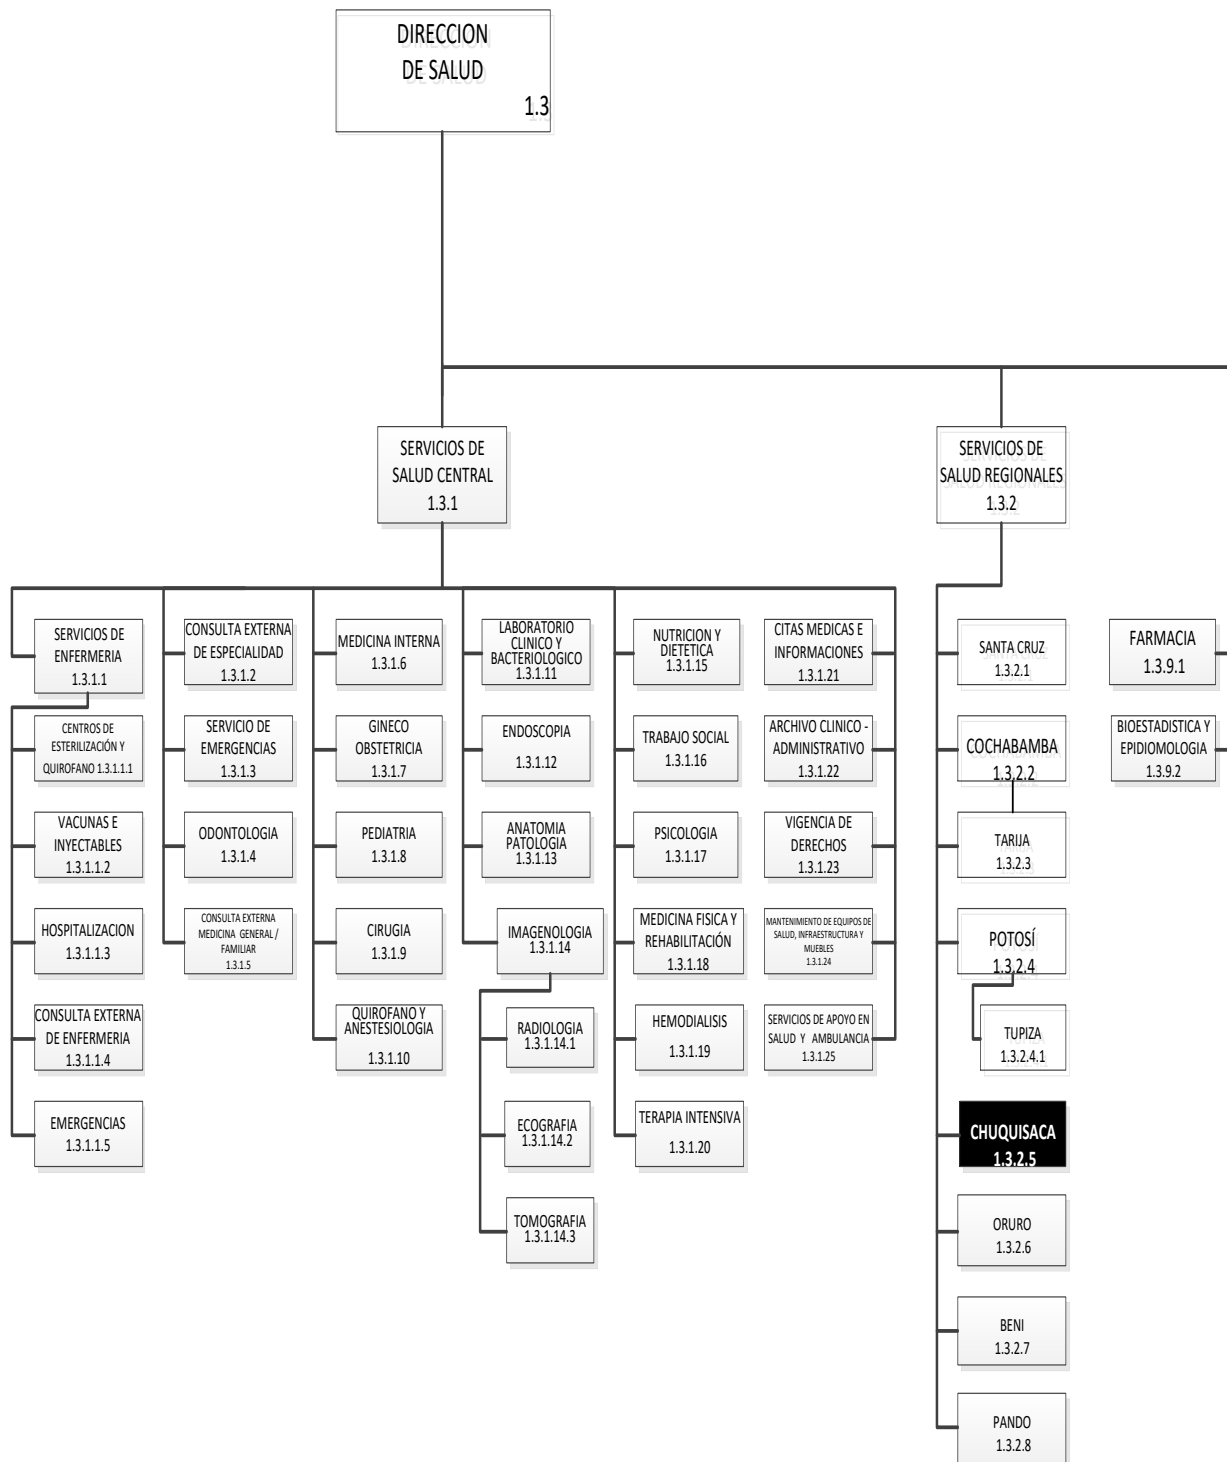 DIRECCION
DE SALUD
1.3
SERVICIOS DE
SALUD CENTRAL
1.3.1
SERVICIOS DE
SALUD REGIONALES
1.3.2
SERVICIOS DE
ENFERMERIA
1.3.1.1
CENTROS DE
ESTERILIZACIÓN Y
QUIROFANO 1.3.1.1.1
VACUNAS E
INYECTABLES
1.3.1.1.2
HOSPITALIZACION
1.3.1.1.3
CONSULTA EXTERNA
DE ENFERMERIA
1.3.1.1.4
EMERGENCIAS
1.3.1.1.5
CONSULTA EXTERNA
DE ESPECIALIDAD
1.3.1.2
SERVICIO DE
EMERGENCIAS
1.3.1.3
ODONTOLOGIA
1.3.1.4
CONSULTA EXTERNA
MEDICINA GENERAL /
FAMILIAR
1.3.1.5
MEDICINA INTERNA
1.3.1.6
GINECO
OBSTETRICIA
1.3.1.7
PEDIATRIA
1.3.1.8
CIRUGIA
1.3.1.9
QUIROFANO Y
ANESTESIOLOGIA
1.3.1.10
LABORATORIO
CLINICO Y
BACTERIOLOGICO
1.3.1.11
ENDOSCOPIA
1.3.1.12
ANATOMIA
PATOLOGIA
1.3.1.13
IMAGENOLOGIA
1.3.1.14
RADIOLOGIA
1.3.1.14.1
ECOGRAFIA
1.3.1.14.2
TOMOGRAFIA
1.3.1.14.3
NUTRICION Y
DIETETICA
1.3.1.15
TRABAJO SOCIAL
1.3.1.16
PSICOLOGIA
1.3.1.17
MEDICINA FISICA Y
REHABILITACIÓN
1.3.1.18
HEMODIALISIS
1.3.1.19
TERAPIA INTENSIVA
1.3.1.20
CITAS MEDICAS E
INFORMACIONES
1.3.1.21
ARCHIVO CLINICO -
ADMINISTRATIVO
1.3.1.22
VIGENCIA DE
DERECHOS
1.3.1.23
MANTENIMIENTO DE EQUIPOS DE
SALUD, INFRAESTRUCTURA Y
MUEBLES
1.3.1.24
SERVICIOS DE APOYO EN
SALUD Y AMBULANCIA
1.3.1.25
SANTA CRUZ
1.3.2.1
COCHABAMBA
1.3.2.2
TARIJA
1.3.2.3
POTOSÍ
1.3.2.4
TUPIZA
1.3.2.4.1
CHUQUISACA
1.3.2.5
ORURO
1.3.2.6
BENI
1.3.2.7
PANDO
1.3.2.8
FARMACIA
1.3.9.1
BIOESTADISTICA Y
EPIDIOMOLOGIA
1.3.9.2